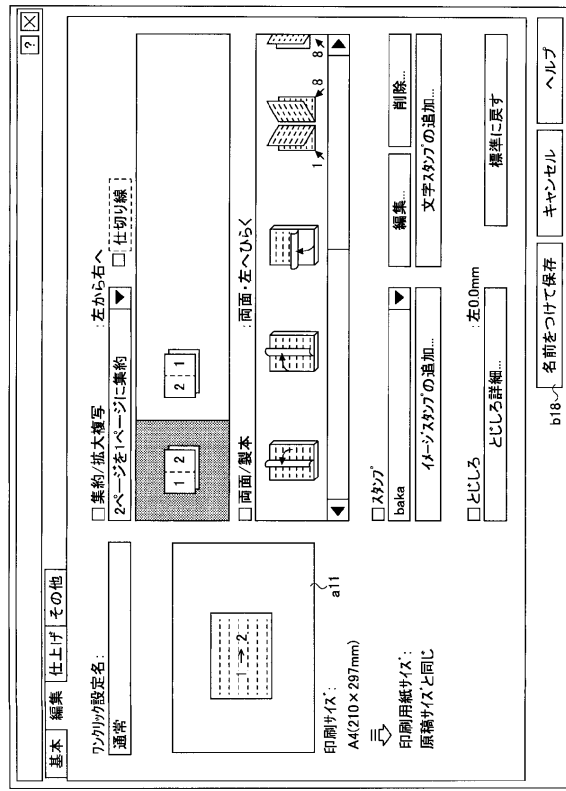 ? ×
基本 編集 仕上げ その他
ワンクリック設定名:
通常
1 → 2
a11
印刷サイズ:
A4(210×297mm)
印刷用紙サイズ:
原稿サイズと同じ
□ 集約/拡大複写 :左から右へ
2ページを1ページに集約 ▼ □ 仕切り線
1 2
2 1
□ 両面/製本 :両面・左へひらく
1 8 8
◀ ▶
□ スタンプ
baka ▼ 編集... 削除...
イメージスタンプの追加... 文字スタンプの追加...
□ とじしろ :左0.0mm
とじしろ詳細... 標準に戻す
b18 名前をつけて保存 キャンセル ヘルプ